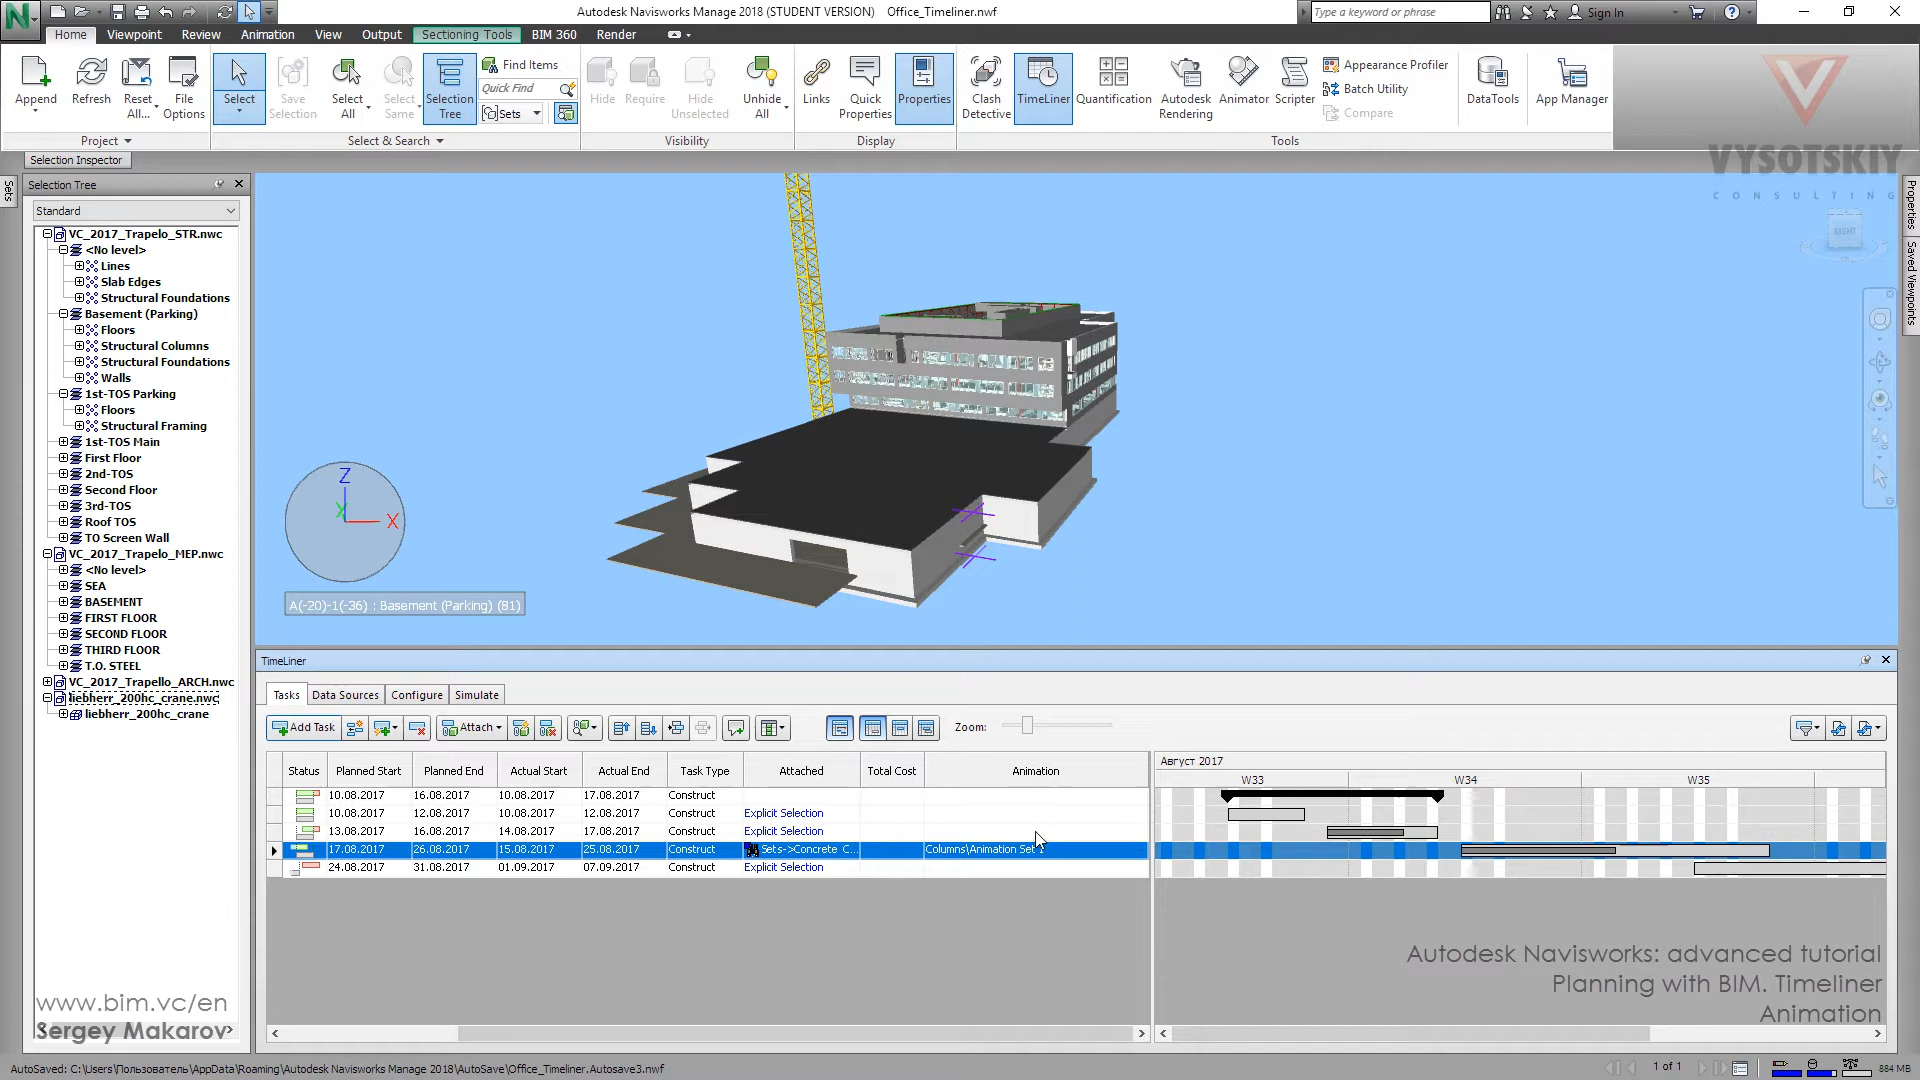 Autodesk Navisworks Manage 2018 (STUDENT VERSION) Office_Timeliner.nwf
Type a keyword or phrase
Sign In
Home Viewpoint Review Animation View Output Sectioning Tools BIM 360 Render
Append
Refresh
Reset All...
File Options
Project
Select
Save Selection
Select All
Select Same
Selection Tree
Find Items
Quick Find
Sets
Select & Search
Hide
Require
Hide Unselected
Unhide All
Visibility
Links
Quick Properties
Properties
Display
Clash Detective
TimeLiner
Quantification
Autodesk Rendering
Animator
Scripter
Appearance Profiler
Batch Utility
Compare
Tools
DataTools
App Manager
VYSOTSKIY
CONSULTING
Selection Inspector
Sets
Selection Tree
Standard
VC_2017_Trapelo_STR.nwc
<No level>
Lines
Slab Edges
Structural Foundations
Basement (Parking)
Floors
Structural Columns
Structural Foundations
Walls
1st-TOS Parking
Floors
Structural Framing
1st-TOS Main
First Floor
2nd-TOS
Second Floor
3rd-TOS
Roof TOS
TO Screen Wall
VC_2017_Trapelo_MEP.nwc
<No level>
SEA
BASEMENT
FIRST FLOOR
SECOND FLOOR
THIRD FLOOR
T.O. STEEL
VC_2017_Trapello_ARCH.nwc
liebherr_200hc_crane.nwc
liebherr_200hc_crane
www.bim.vc/en
Sergey Makarov
Z
Y
X
A(-20)-1(-36) : Basement (Parking) (81)
RIGHT
Properties
Saved Viewpoints
TimeLiner
Tasks Data Sources Configure Simulate
Add Task
Attach
Zoom:
Status Planned Start Planned End Actual Start Actual End Task Type Attached Total Cost Animation
10.08.2017 16.08.2017 10.08.2017 17.08.2017 Construct
10.08.2017 12.08.2017 10.08.2017 12.08.2017 Construct Explicit Selection
13.08.2017 16.08.2017 14.08.2017 17.08.2017 Construct Explicit Selection
17.08.2017 26.08.2017 15.08.2017 25.08.2017 Construct Sets->Concrete C... Columns\Animation Set
24.08.2017 31.08.2017 01.09.2017 07.09.2017 Construct Explicit Selection
Август 2017
W33 W34 W35
Autodesk Navisworks: advanced tutorial
Planning with BIM. Timeliner
Animation
AutoSaved: C:\Users\Пользователь\AppData\Roaming\Autodesk Navisworks Manage 2018\AutoSave\Office_Timeliner.Autosave3.nwf
1 of 1
884 MB